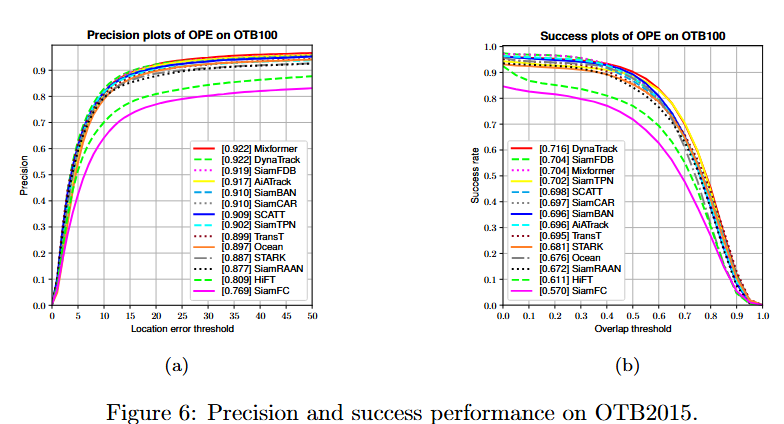 Precision plots of OPE on OTB100
0.9
0.8
0.7
0.6
0.5
0.4
0.3
0.2
0.1
0.0
Precision
[0.922] Mixformer
[0.922] DynaTrack
[0.919] SiamFDB
[0.917] AiATrack
[0.910] SiamBAN
[0.910] SiamCAR
[0.909] SCATT
[0.902] SiamTPN
[0.899] TransT
[0.897] Ocean
[0.887] STARK
[0.877] SiamRAAN
[0.809] HiFT
[0.769] SiamFC
0 5 10 15 20 25 30 35 40 45 50
Location error threshold
(a)
Success plots of OPE on OTB100
1.0
0.9
0.8
0.7
0.6
0.5
0.4
0.3
0.2
0.1
0.0
Success rate
[0.716] DynaTrack
[0.704] SiamFDB
[0.704] Mixformer
[0.702] SiamTPN
[0.698] SCATT
[0.697] SiamCAR
[0.696] SiamBAN
[0.696] AiATrack
[0.695] TransT
[0.681] STARK
[0.676] Ocean
[0.672] SiamRAAN
[0.611] HiFT
[0.570] SiamFC
0.0 0.1 0.2 0.3 0.4 0.5 0.6 0.7 0.8 0.9 1.0
Overlap threshold
(b)
Figure 6: Precision and success performance on OTB2015.